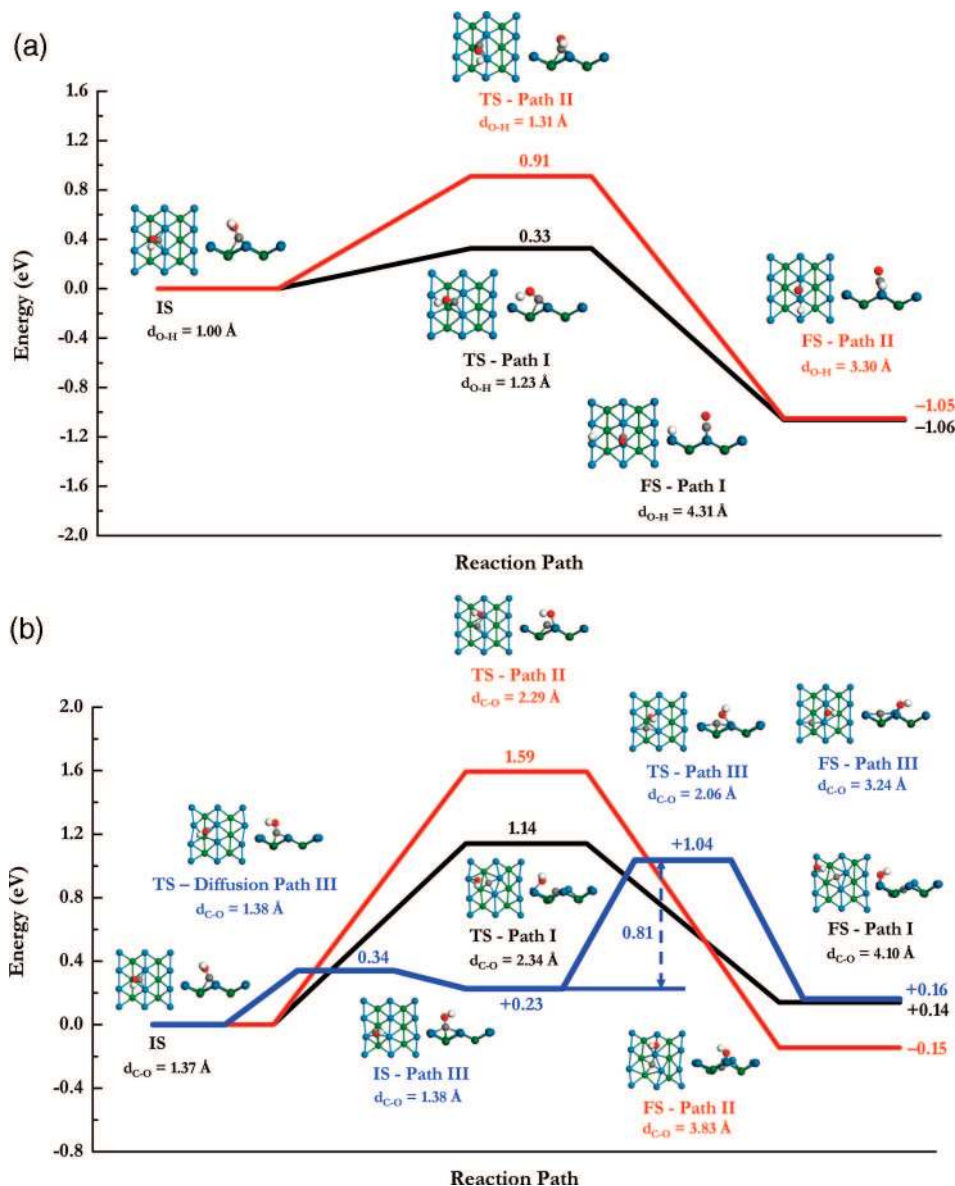 (a)
TS - Path II
dO-H = 1.31 Å
1.6
1.2
0.8
0.4
0.0
-0.4
-0.8
-1.2
-1.6
-2.0
Energy (eV)
0.91
0.33
IS
dO-H = 1.00 Å
TS - Path I
dO-H = 1.23 Å
FS - Path II
dO-H = 3.30 Å
FS - Path I
dO-H = 4.31 Å
−1.05
−1.06
Reaction Path
(b)
TS - Path II
dC-O = 2.29 Å
2.0
1.6
1.2
0.8
0.4
0.0
-0.4
-0.8
Energy (eV)
1.59
TS - Path III
dC-O = 2.06 Å
FS - Path III
dC-O = 3.24 Å
1.14
+1.04
TS – Diffusion Path III
dC-O = 1.38 Å
TS - Path I
dC-O = 2.34 Å
0.81
FS - Path I
dC-O = 4.10 Å
0.34
+0.23
+0.16
+0.14
−0.15
IS
dC-O = 1.37 Å
IS - Path III
dC-O = 1.38 Å
FS - Path II
dC-O = 3.83 Å
Reaction Path